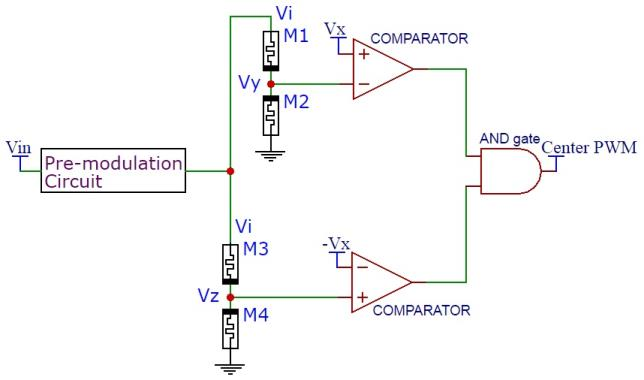 Vi
M1
Vx
+
COMPARATOR
Vy
−
M2
AND gate
Center PWM
Vin
Pre-modulation
Circuit
Vi
M3
-Vx
−
Vz
+
M4
COMPARATOR